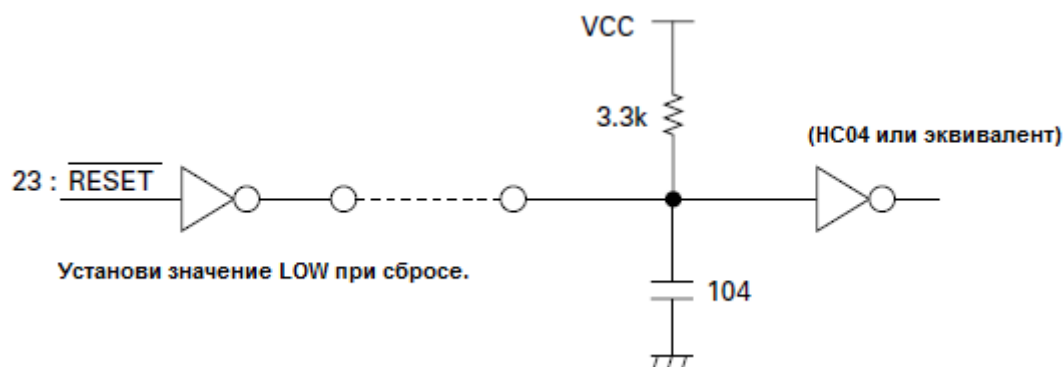 VCC
3.3k
(HC04 или эквивалент)
23 : RESET
Установи значение LOW при сбросе.
104